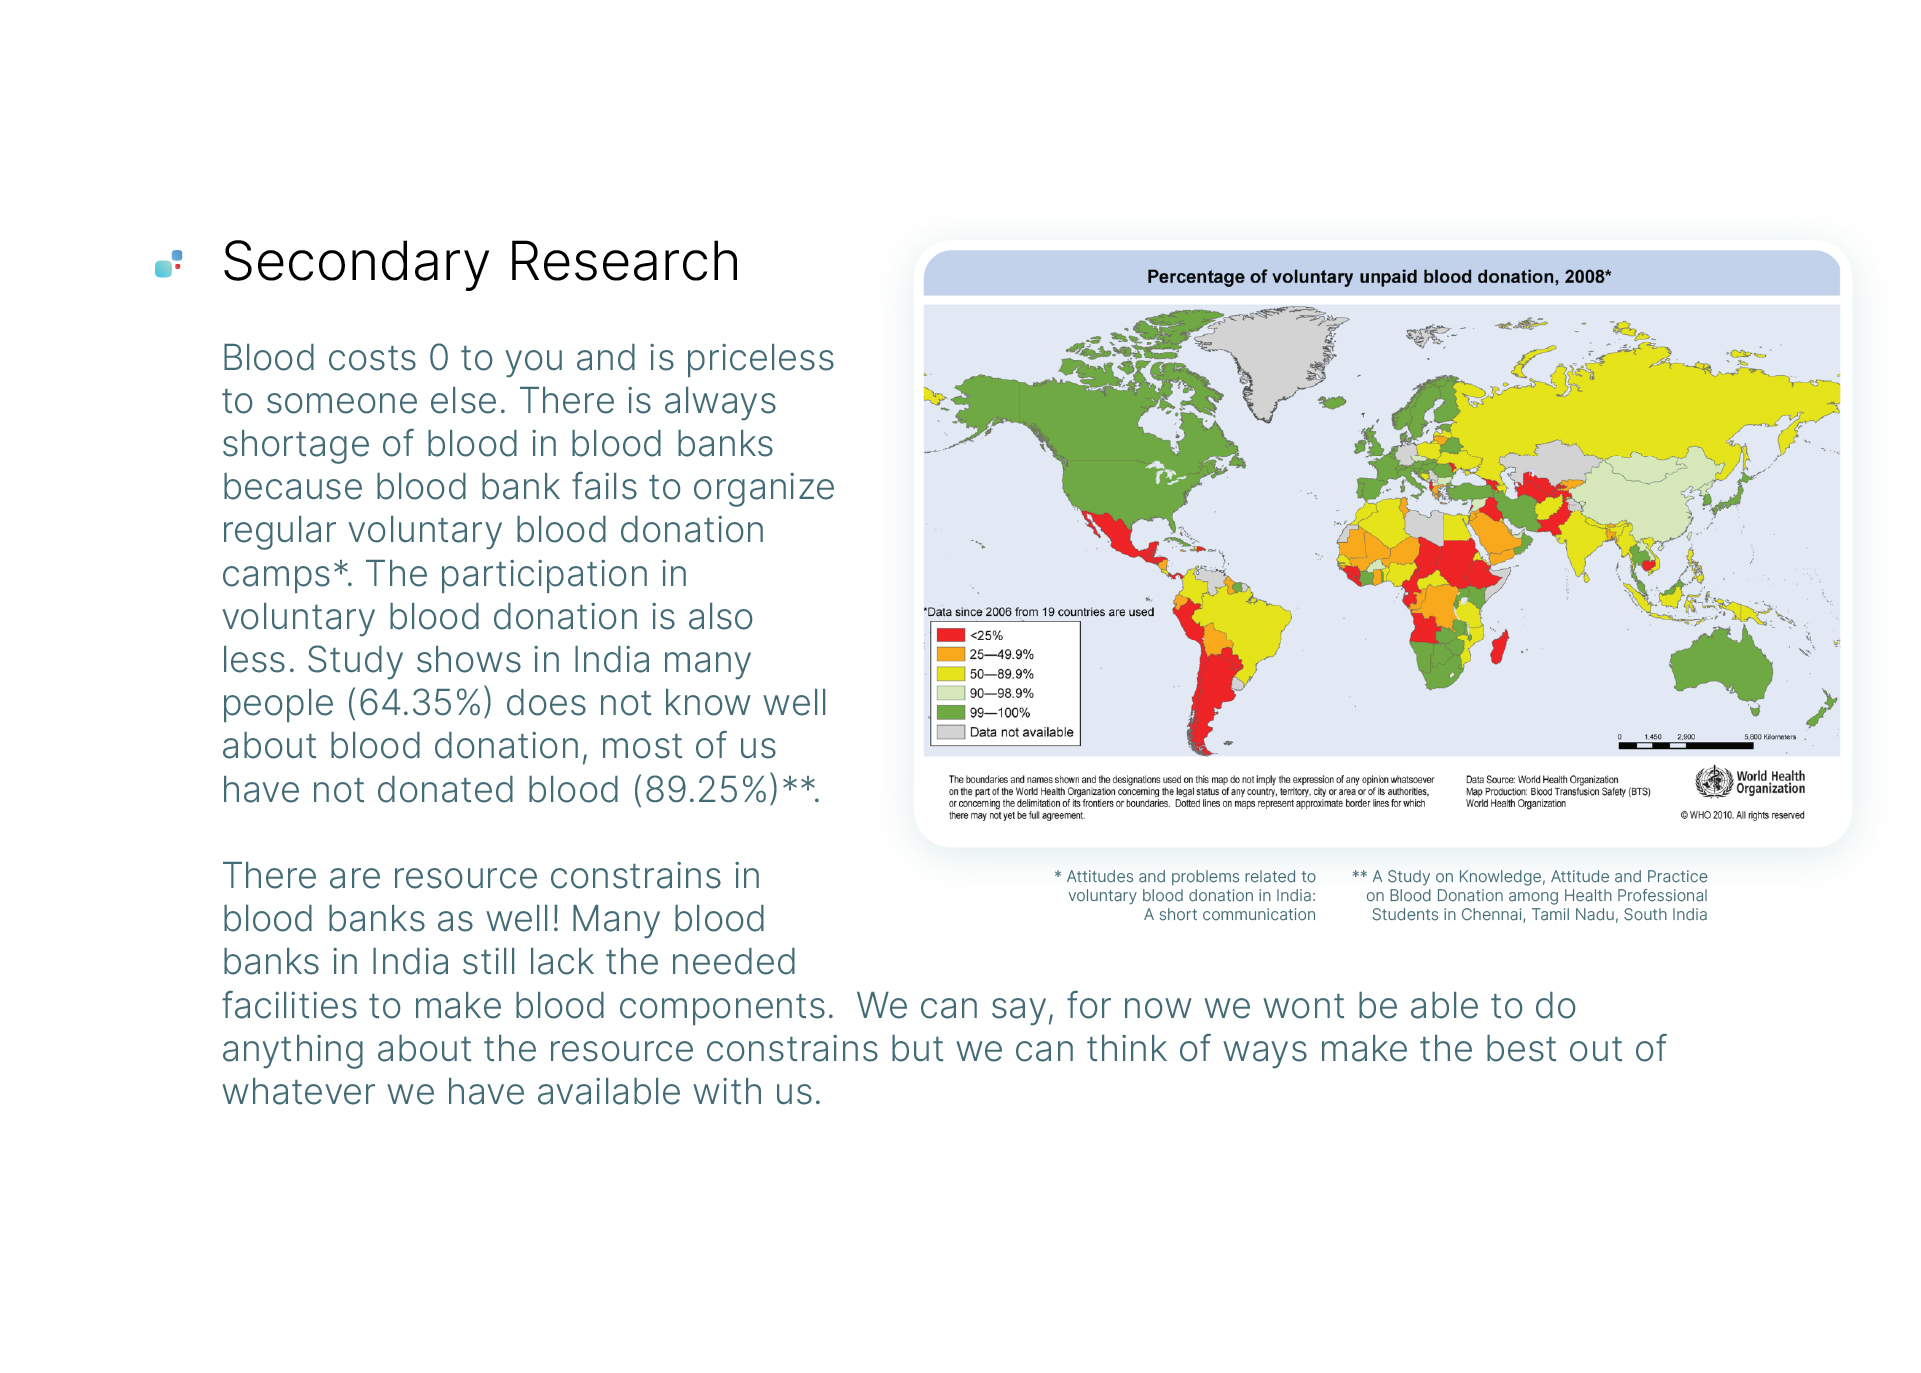 Secondary Research
Blood costs 0 to you and is priceless
to someone else. There is always
shortage of blood in blood banks
because blood bank fails to organize
regular voluntary blood donation
camps*. The participation in
voluntary blood donation is also
less. Study shows in India many
people (64.35%) does not know well
about blood donation, most of us
have not donated blood (89.25%)**.
There are resource constrains in
blood banks as well! Many blood
banks in India still lack the needed
facilities to make blood components.  We can say, for now we wont be able to do
anything about the resource constrains but we can think of ways make the best out of
whatever we have available with us.
Percentage of voluntary unpaid blood donation, 2008*
*Data since 2006 from 19 countries are used
<25%
25—49.9%
50—89.9%
90—98.9%
99—100%
Data not available
0 1,450 2,900 5,800 Kilometers
The boundaries and names shown and the designations used on this map do not imply the expression of any opinion whatsoever
on the part of the World Health Organization concerning the legal status of any country, territory, city or area or of its authorities,
or concerning the delimitation of its frontiers or boundaries. Dotted lines on maps represent approximate border lines for which
there may not yet be full agreement.
Data Source: World Health Organization
Map Production: Blood Transfusion Safety (BTS)
World Health Organization
World Health
Organization
© WHO 2010. All rights reserved
* Attitudes and problems related to
voluntary blood donation in India:
A short communication
** A Study on Knowledge, Attitude and Practice
on Blood Donation among Health Professional
Students in Chennai, Tamil Nadu, South India